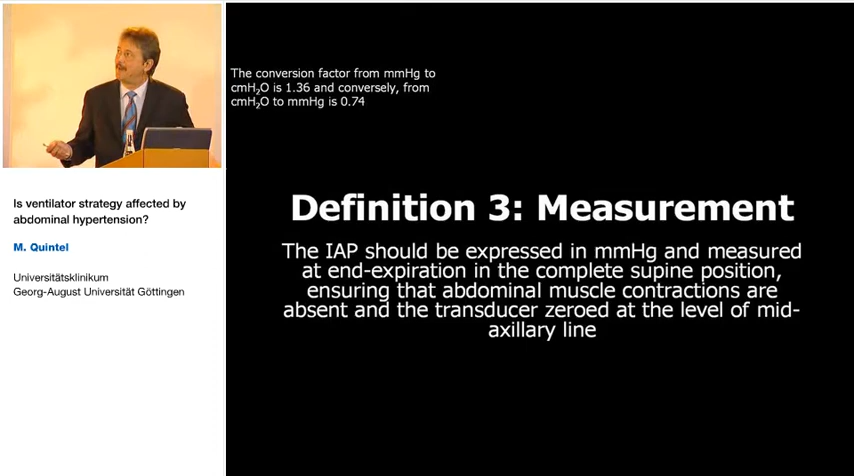 The conversion factor from mmHg to
cmH₂O is 1.36 and conversely, from
cmH₂O to mmHg is 0.74
Is ventilator strategy affected by
abdominal hypertension?
M. Quintel
Universitätsklinikum
Georg-August Universität Göttingen
Definition 3: Measurement
The IAP should be expressed in mmHg and measured
at end-expiration in the complete supine position,
ensuring that abdominal muscle contractions are
absent and the transducer zeroed at the level of mid-
axillary line